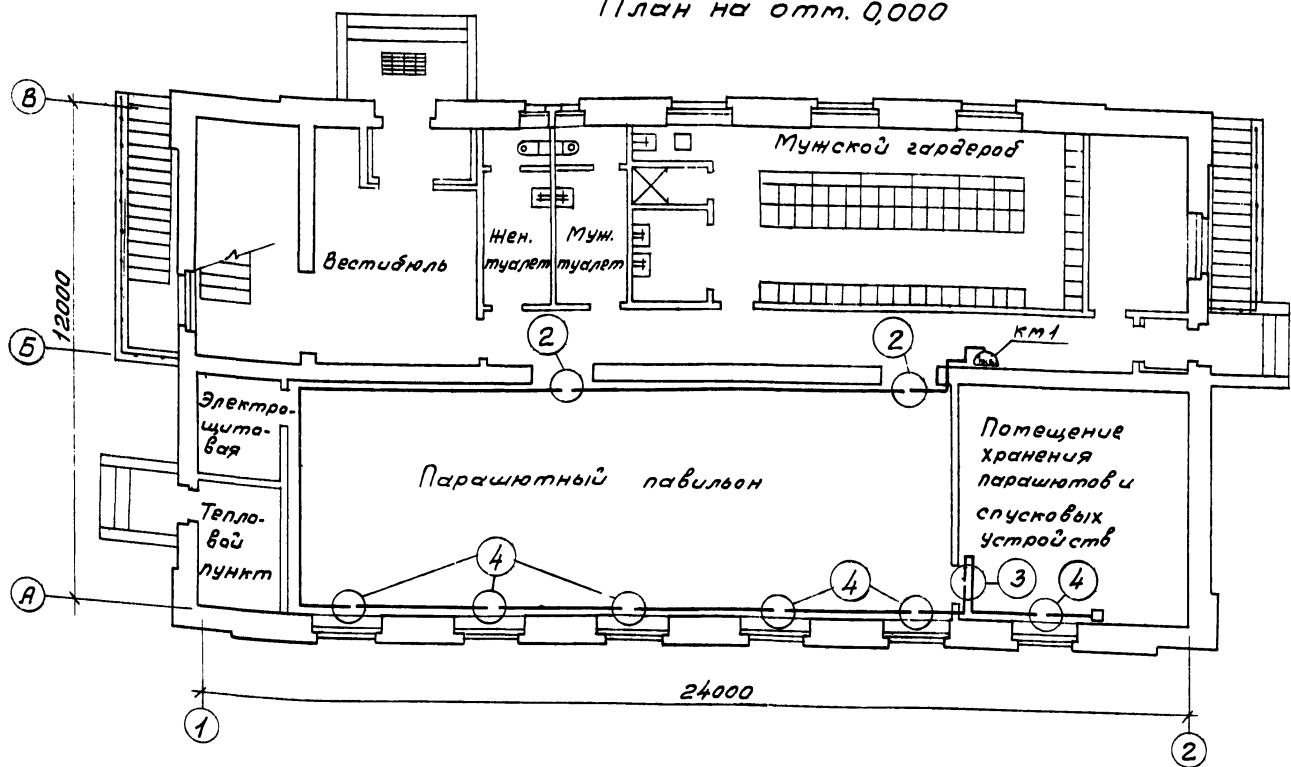 План на отм. 0,000
В
Мужской гардероб
Жен.
туалет
Муж.
туалет
Вестибюль
12000
Б
2
2
км1
Электро-
щито-
вая
Парашютный павильон
Помещение
хранения
парашютов и
спусковых
устройств
Тепло-
вой
пункт
4
4
3
4
А
24000
1
2